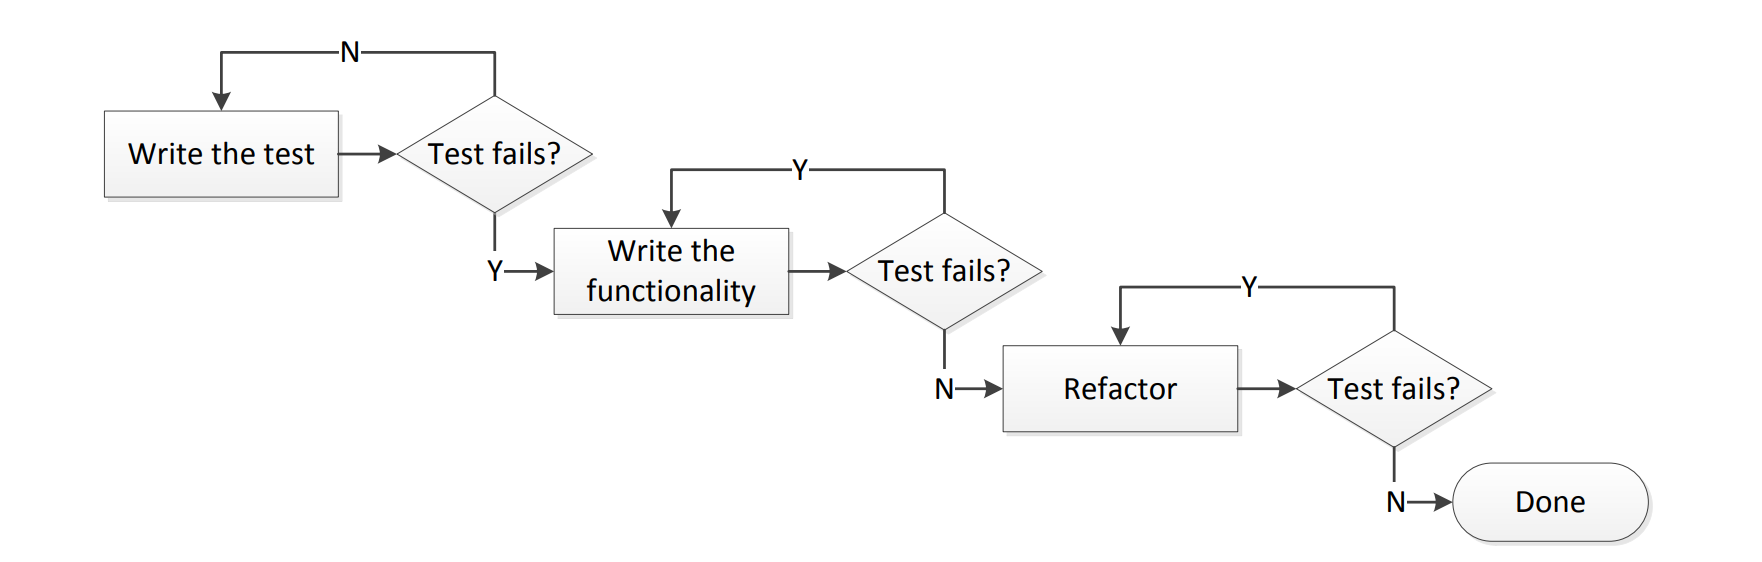 N
Write the test
Test fails?
Y
Y
Write the
functionality
Test fails?
N
Y
Refactor
Test fails?
N
Done